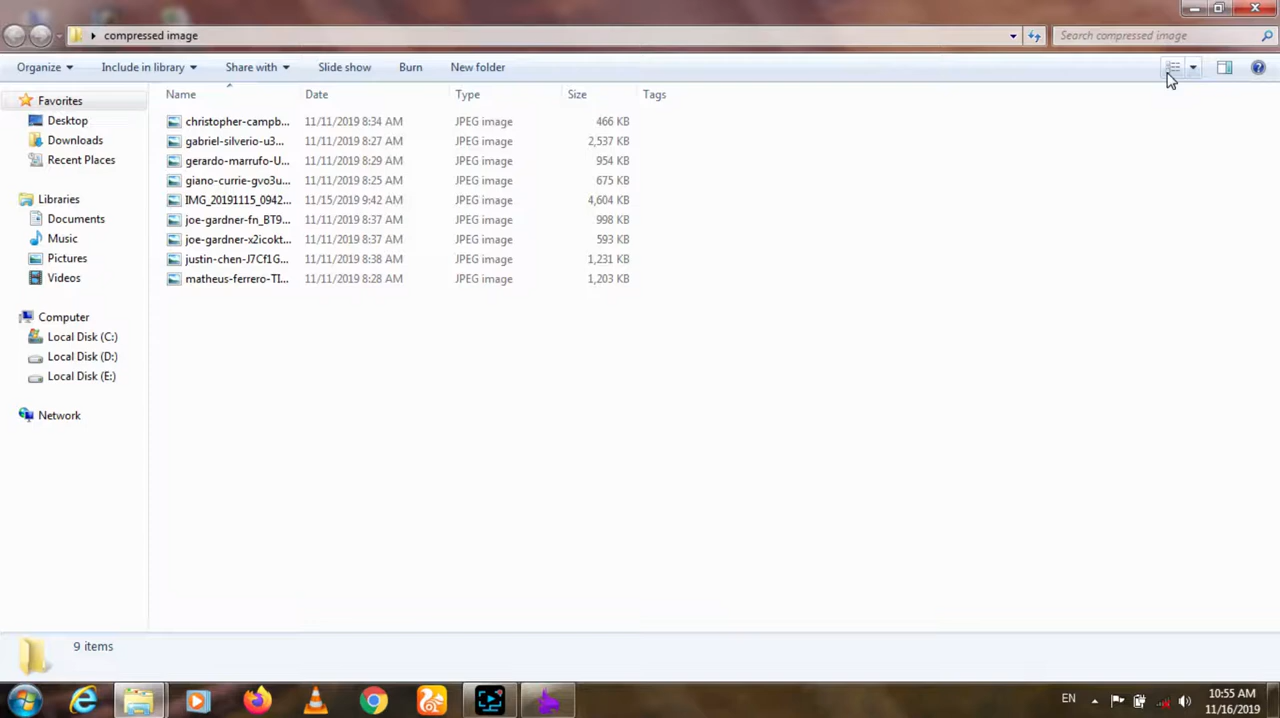 compressed image
Search compressed image
Organize Include in library Share with Slide show Burn New folder
Name Date Type Size Tags
Favorites
Desktop
Downloads
Recent Places
Libraries
Documents
Music
Pictures
Videos
Computer
Local Disk (C:)
Local Disk (D:)
Local Disk (E:)
Network
christopher-campb... 11/11/2019 8:34 AM JPEG image 466 KB
gabriel-silverio-u3... 11/11/2019 8:27 AM JPEG image 2,537 KB
gerardo-marrufo-U... 11/11/2019 8:29 AM JPEG image 954 KB
giano-currie-gvo3u... 11/11/2019 8:25 AM JPEG image 675 KB
IMG_20191115_0942... 11/15/2019 9:42 AM JPEG image 4,604 KB
joe-gardner-fn_BT9... 11/11/2019 8:37 AM JPEG image 998 KB
joe-gardner-x2icokt... 11/11/2019 8:37 AM JPEG image 593 KB
justin-chen-J7Cf1G... 11/11/2019 8:38 AM JPEG image 1,231 KB
matheus-ferrero-TI... 11/11/2019 8:28 AM JPEG image 1,203 KB
9 items
EN
10:55 AM
11/16/2019